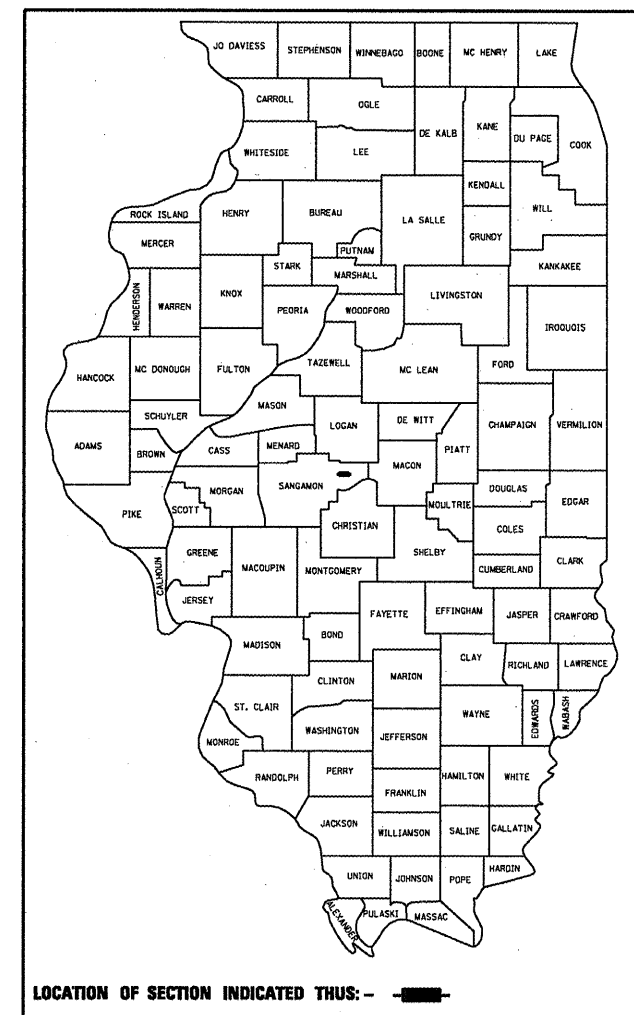 JO DAVIESS STEPHENSON WINNEBAGO BOONE MC HENRY LAKE
CARROLL OGLE DE KALB KANE DU PAGE COOK
WHITESIDE LEE KENDALL WILL
ROCK ISLAND HENRY BUREAU LA SALLE GRUNDY
MERCER PUTNAM KANKAKEE
STARK MARSHALL
HENDERSON WARREN KNOX PEORIA WOODFORD LIVINGSTON IROQUOIS
HANCOCK MC DONOUGH FULTON TAZEWELL MC LEAN FORD
SCHUYLER MASON LOGAN DE WITT CHAMPAIGN VERMILION
ADAMS BROWN CASS MENARD MACON PIATT
PIKE SCOTT MORGAN SANGAMON CHRISTIAN MOULTRIE DOUGLAS EDGAR
COLES
CALHOUN GREENE MACOUPIN MONTGOMERY SHELBY CUMBERLAND CLARK
JERSEY FAYETTE EFFINGHAM JASPER CRAWFORD
MADISON BOND CLAY RICHLAND LAWRENCE
CLINTON MARION
ST. CLAIR WAYNE EDWARDS WABASH
MONROE WASHINGTON JEFFERSON
RANDOLPH PERRY HAMILTON WHITE
FRANKLIN
JACKSON WILLIAMSON SALINE GALLATIN
UNION JOHNSON POPE HARDIN
ALEXANDER PULASKI MASSAC
LOCATION OF SECTION INDICATED THUS: -